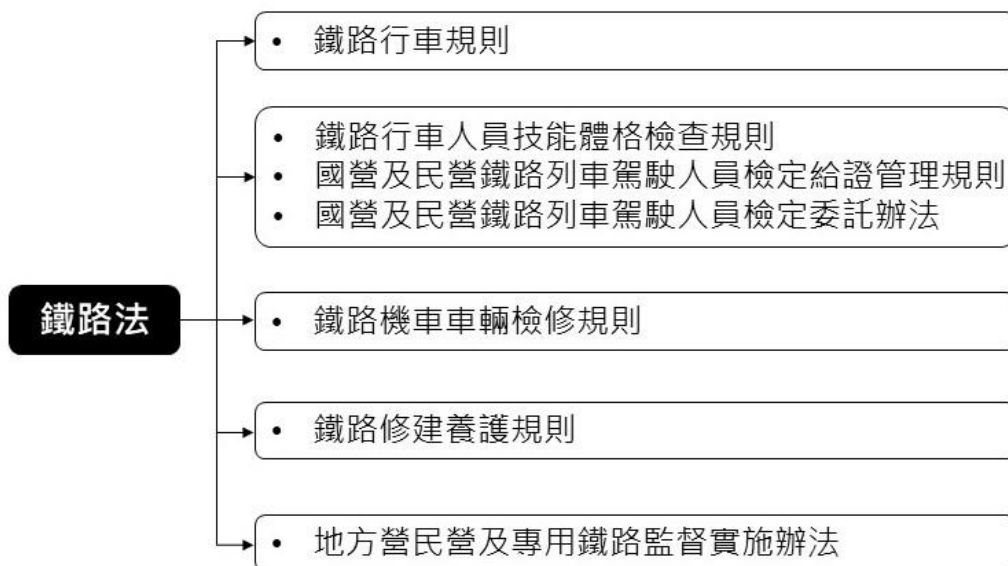 鐵路法
• 鐵路行車規則
• 鐵路行車人員技能體格檢查規則
• 國營及民營鐵路列車駕駛人員檢定給證管理規則
• 國營及民營鐵路列車駕駛人員檢定委託辦法
• 鐵路機車車輛檢修規則
• 鐵路修建養護規則
• 地方營民營及專用鐵路監督實施辦法